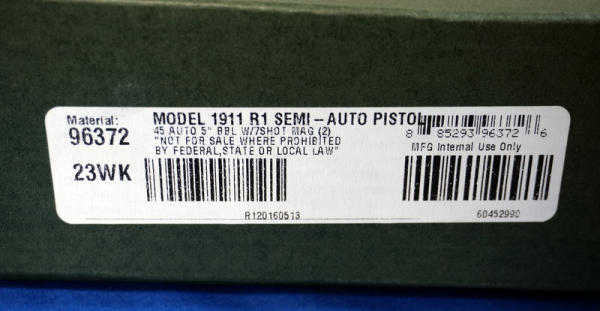 Material:
96372
23WK
MODEL 1911 R1 SEMI-AUTO PISTOL
45 AUTO 5" BBL W/7SHOT MAG (2)
"NOT FOR SALE WHERE PROHIBITED
BY FEDERAL,STATE OR LOCAL LAW"
8 85293 96372 6
MFG Internal Use Only
R120160513
60452990